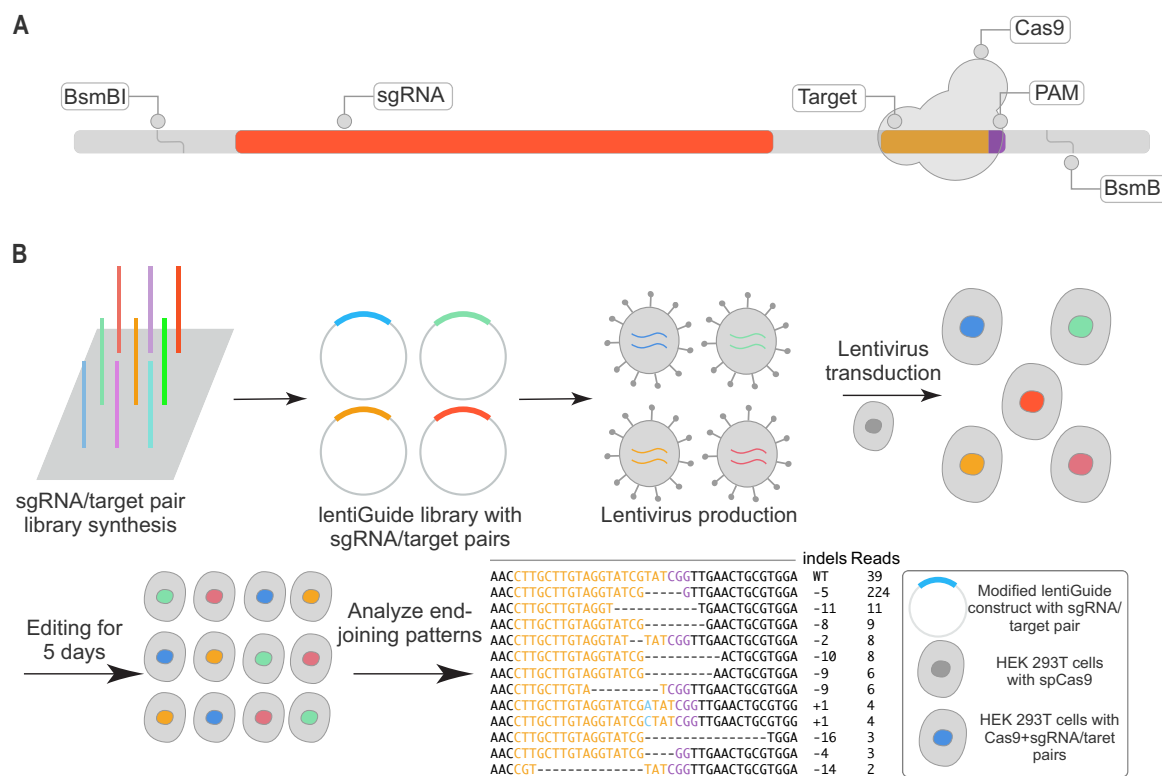 A
Cas9
BsmBI
sgRNA
Target
PAM
BsmB
B
Lentivirus
transduction
sgRNA/target pair
library synthesis
lentiGuide library with
sgRNA/target pairs
Lentivirus production
Editing for
5 days
Analyze end-
joining patterns
indels Reads
AACCTTGCTTGTAGGTATCGTATCGGTTGAACTGCGTGGA WT 39
AACCTTGCTTGTAGGTATCG-----GTTGAACTGCGTGGA -5 224
AACCTTGCTTGTAGGT-----------TGAACTGCGTGGA -11 11
AACCTTGCTTGTAGGTATCG--------GAACTGCGTGGA -8 9
AACCTTGCTTGTAGGTAT--TATCGGTTGAACTGCGTGGA -2 8
AACCTTGCTTGTAGGTATCG----------ACTGCGTGGA -10 8
AACCTTGCTTGTAGGTATCG---------AACTGCGTGGA -9 6
AACCTTGCTTGTA---------TCGGTTGAACTGCGTGGA -9 6
AACCTTGCTTGTAGGTATCGATATCGGTTGAACTGCGTGG +1 4
AACCTTGCTTGTAGGTATCGCTATCGGTTGAACTGCGTGG +1 4
AACCTTGCTTGTAGGTATCG----------------TGGA -16 3
AACCTTGCTTGTAGGTATCG----GGTTGAACTGCGTGGA -4 3
AACCGT--------------TATCGGTTGAACTGCGTGGA -14 2
Modified lentiGuide
construct with sgRNA/
target pair
HEK 293T cells
with spCas9
HEK 293T cells with
Cas9+sgRNA/taret
pairs